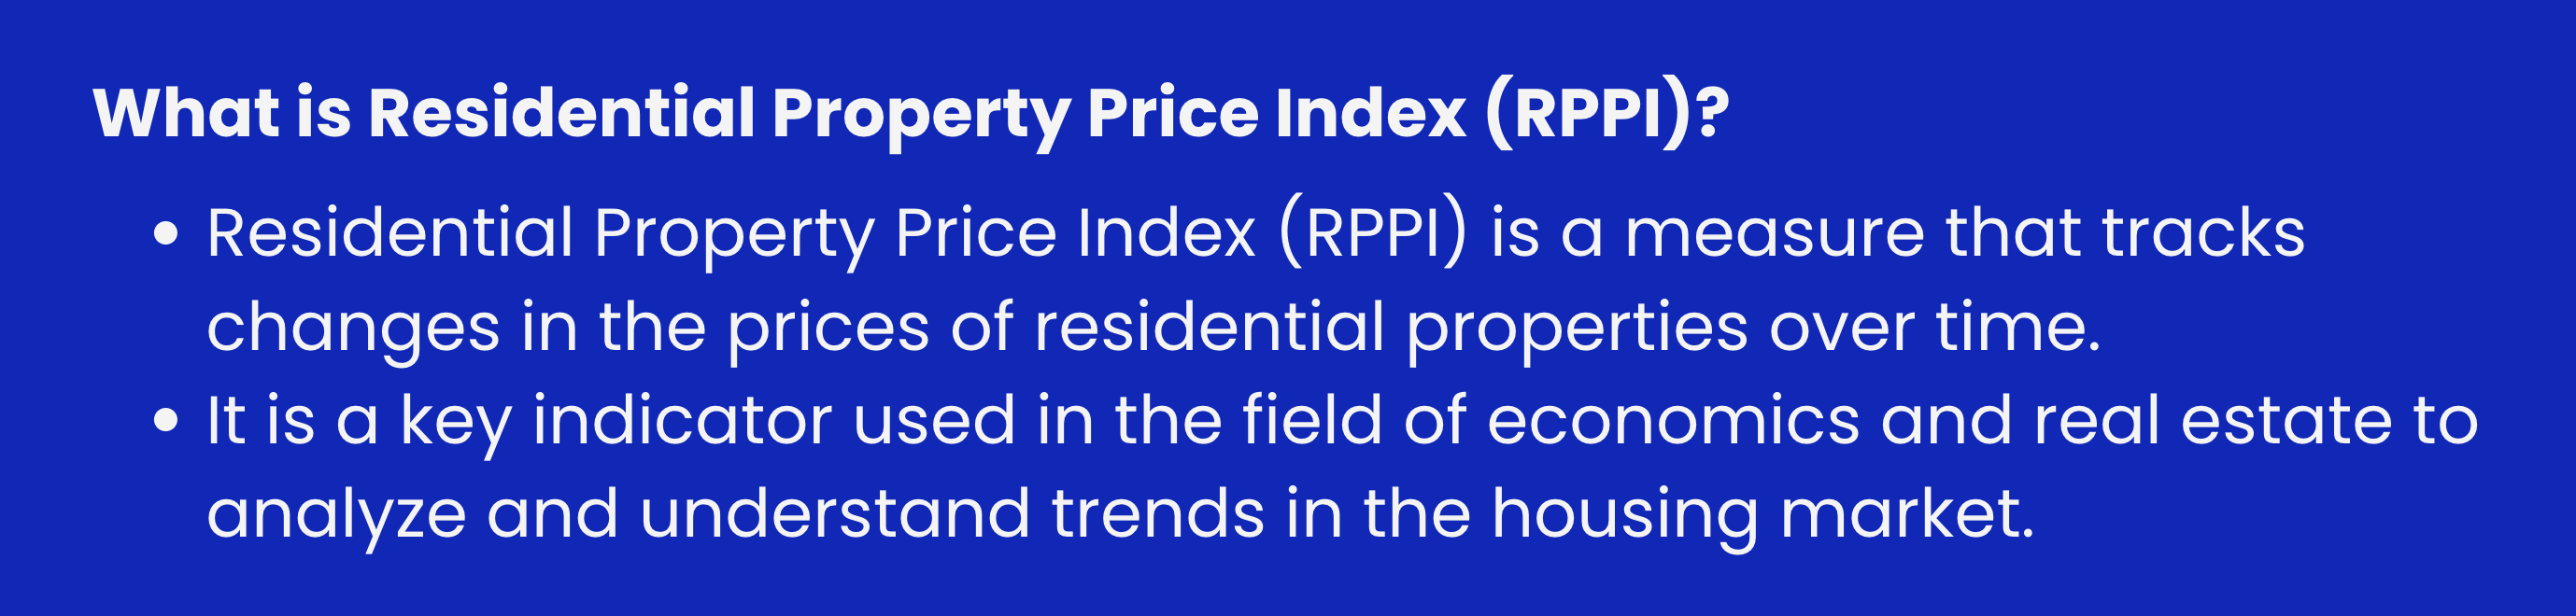 What is Residential Property Price Index (RPPI)?
• Residential Property Price Index (RPPI) is a measure that tracks
changes in the prices of residential properties over time.
• It is a key indicator used in the field of economics and real estate to
analyze and understand trends in the housing market.